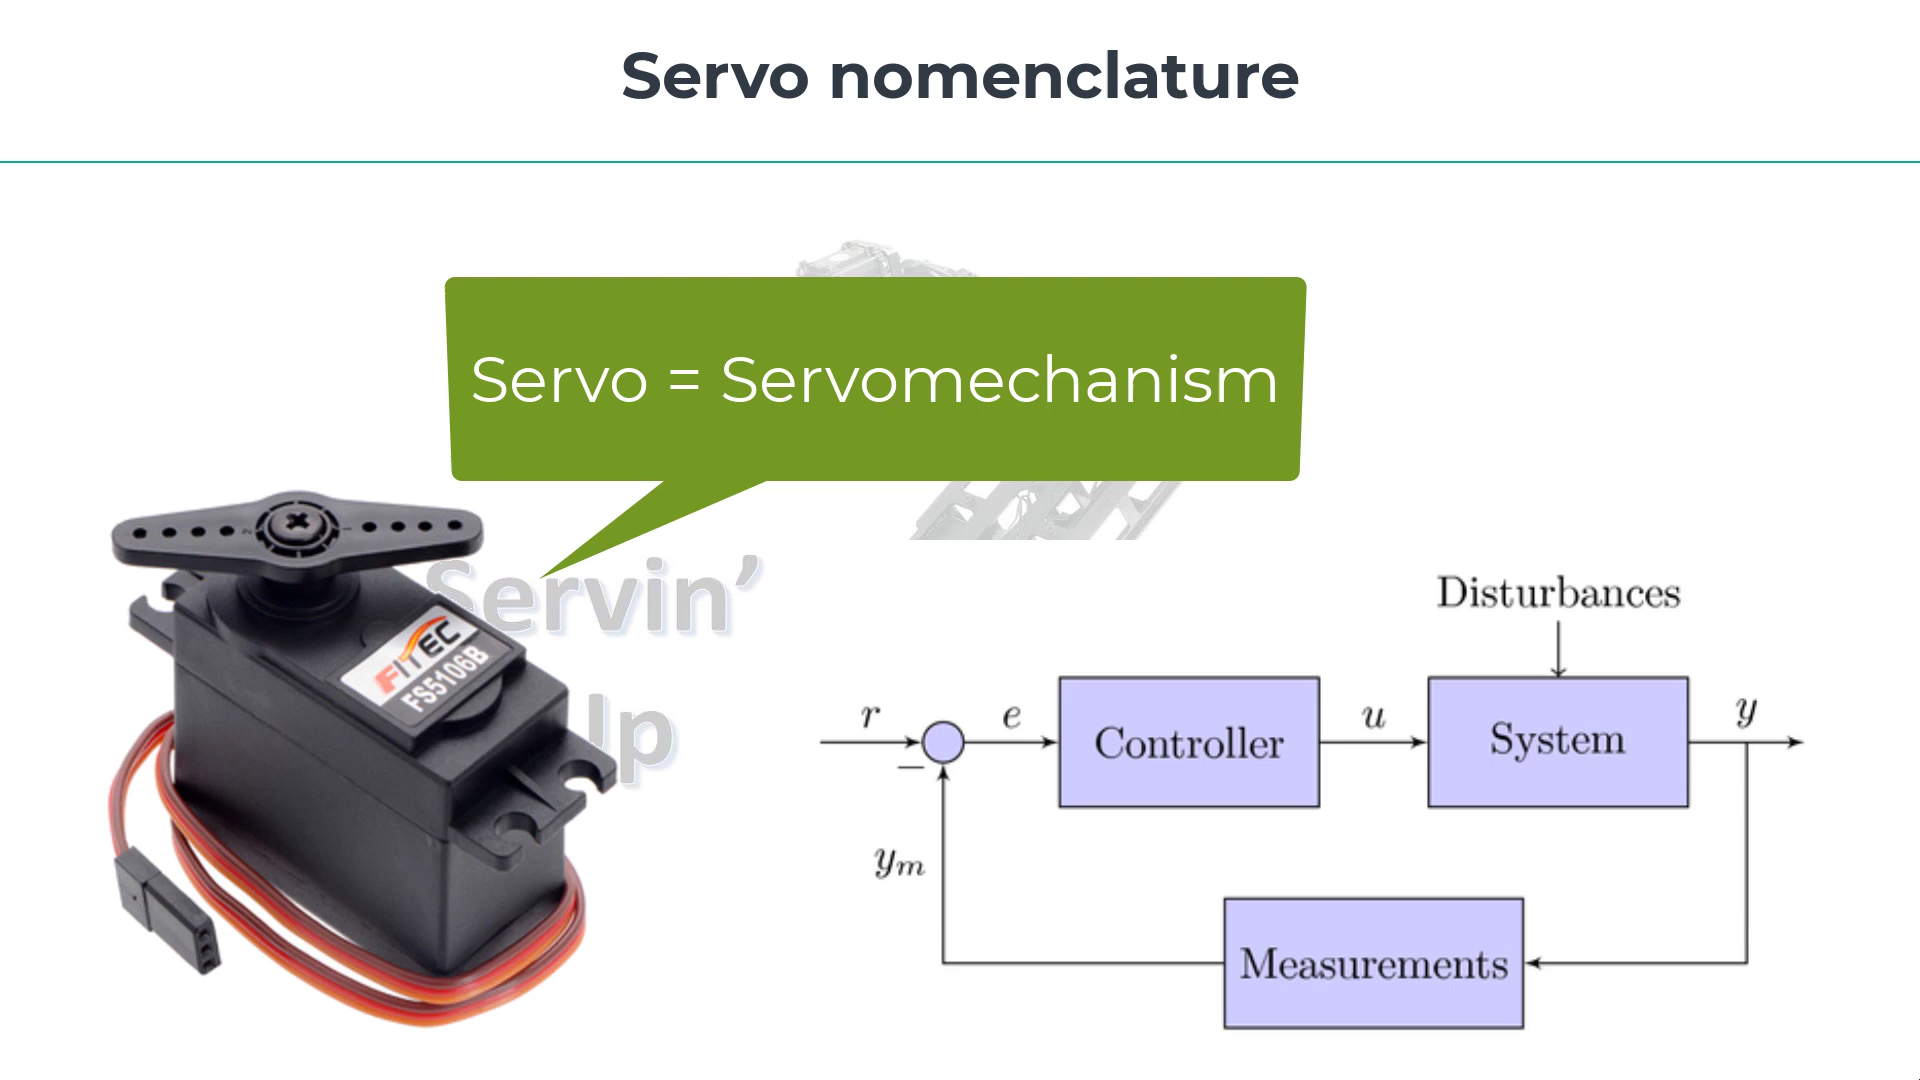 Servo nomenclature
Servo = Servomechanism
Servin’
FITEC
FS5106B
Disturbances
r
e
Controller
u
System
y
−
yₘ
Measurements